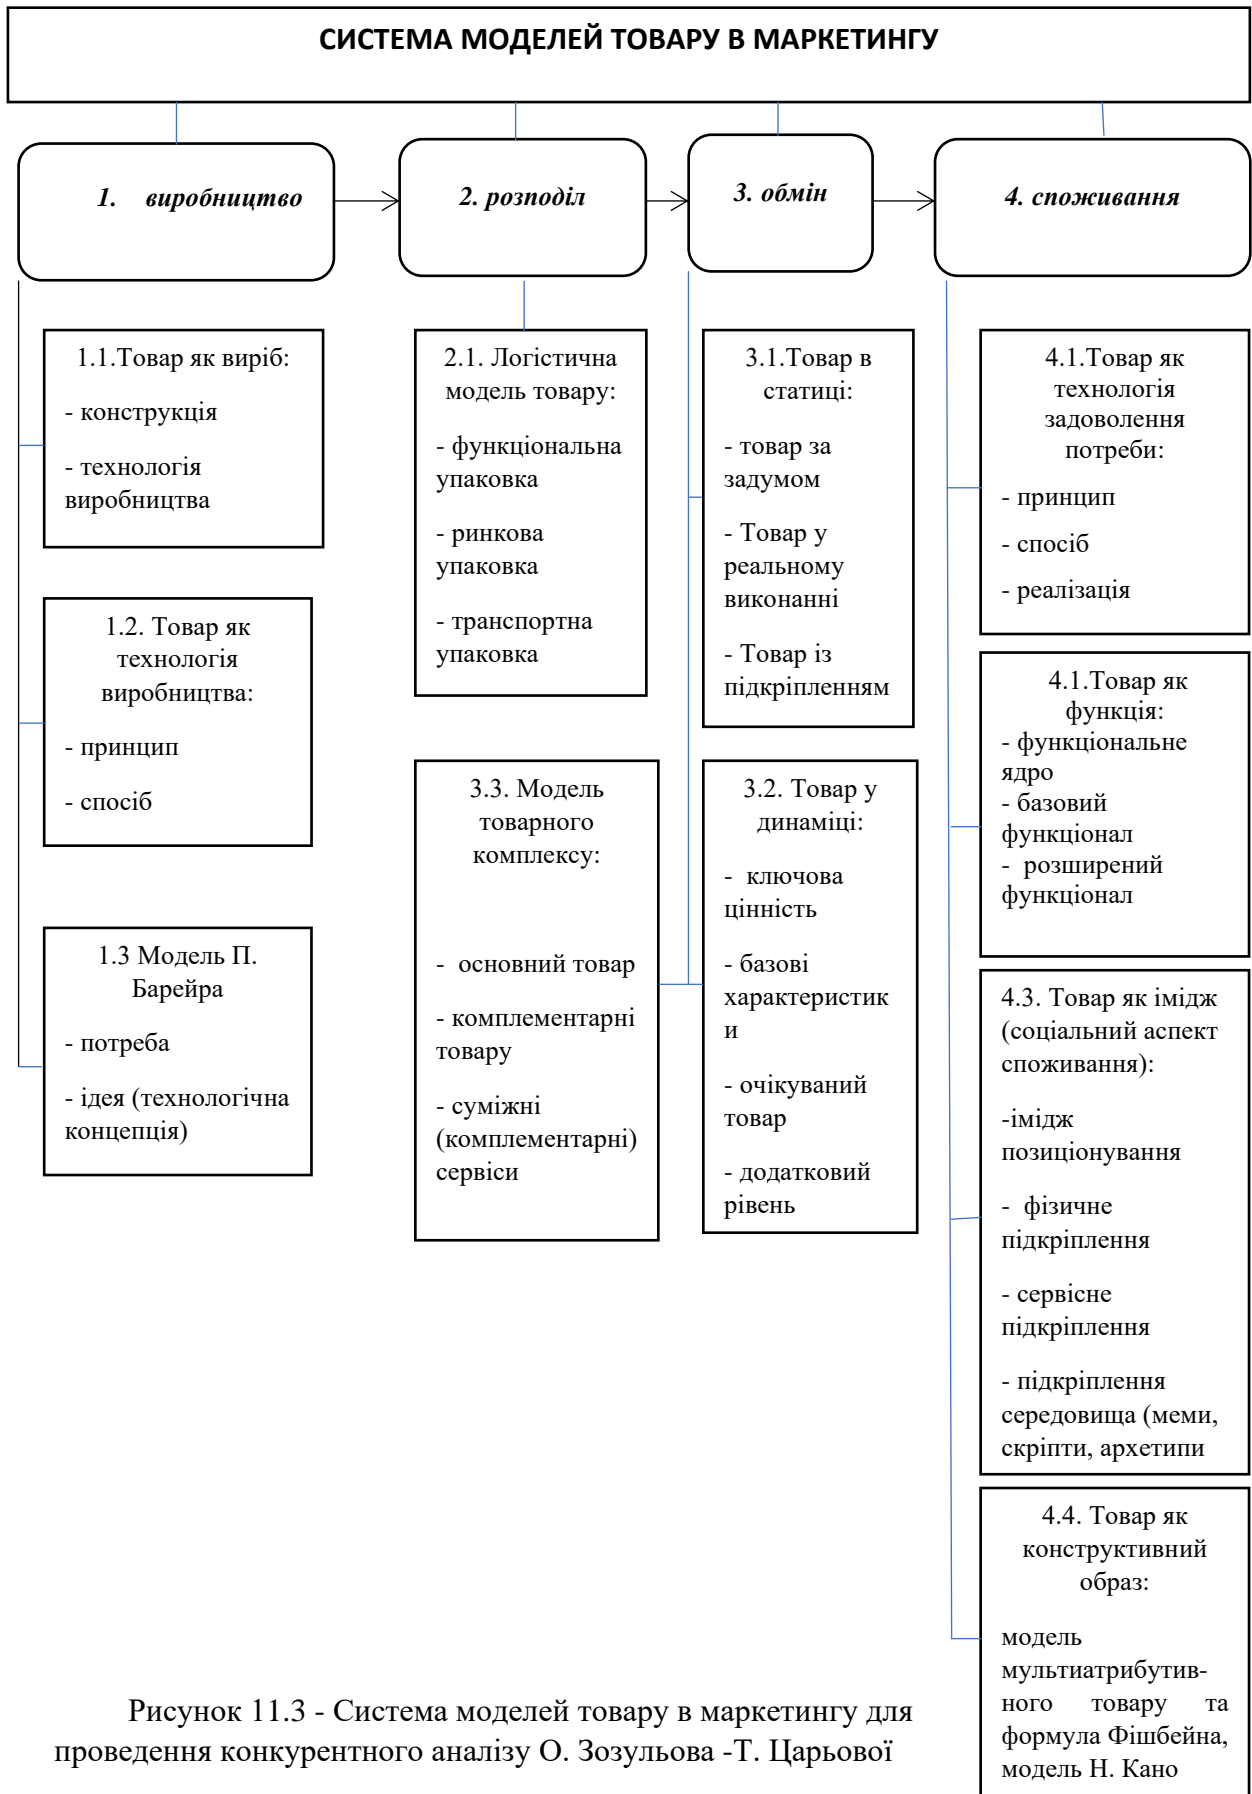 СИСТЕМА МОДЕЛЕЙ ТОВАРУ В МАРКЕТИНГУ
1. виробництво
2. розподіл
3. обмін
4. споживання
1.1.Товар як виріб:
- конструкція
- технологія
виробництва
1.2. Товар як
технологія
виробництва:
- принцип
- спосіб
1.3 Модель П.
Барейра
- потреба
- ідея (технологічна
концепція)
2.1. Логістична
модель товару:
- функціональна
упаковка
- ринкова
упаковка
- транспортна
упаковка
3.3. Модель
товарного
комплексу:
- основний товар
- комплементарні
товару
- суміжні
(комплементарні)
сервіси
3.1.Товар в
статиці:
- товар за
задумом
- Товар у
реальному
виконанні
- Товар із
підкріпленням
3.2. Товар у
динаміці:
- ключова
цінність
- базові
характеристик
и
- очікуваний
товар
- додатковий
рівень
4.1.Товар як
технологія
задоволення
потреби:
- принцип
- спосіб
- реалізація
4.1.Товар як
функція:
- функціональне
ядро
- базовий
функціонал
- розширений
функціонал
4.3. Товар як імідж
(соціальний аспект
споживання):
-імідж
позиціонування
- фізичне
підкріплення
- сервісне
підкріплення
- підкріплення
середовища (меми,
скріпти, архетипи
4.4. Товар як
конструктивний
образ:
модель
мультиатрибутив-
ного товару та
формула Фішбейна,
модель Н. Кано
Рисунок 11.3 - Система моделей товару в маркетингу для
проведення конкурентного аналізу О. Зозульова -Т. Царьової